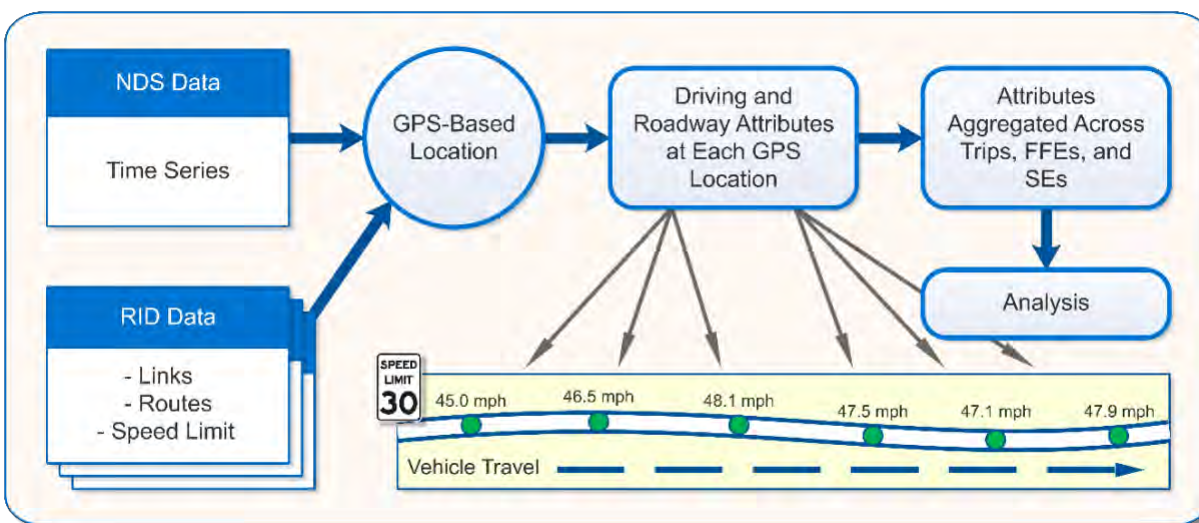 NDS Data
Time Series
GPS-Based
Location
Driving and
Roadway Attributes
at Each GPS
Location
Attributes
Aggregated Across
Trips, FFEs, and
SEs
RID Data
- Links
- Routes
- Speed Limit
Analysis
SPEED
LIMIT
30
45.0 mph
46.5 mph
48.1 mph
47.5 mph
47.1 mph
47.9 mph
Vehicle Travel